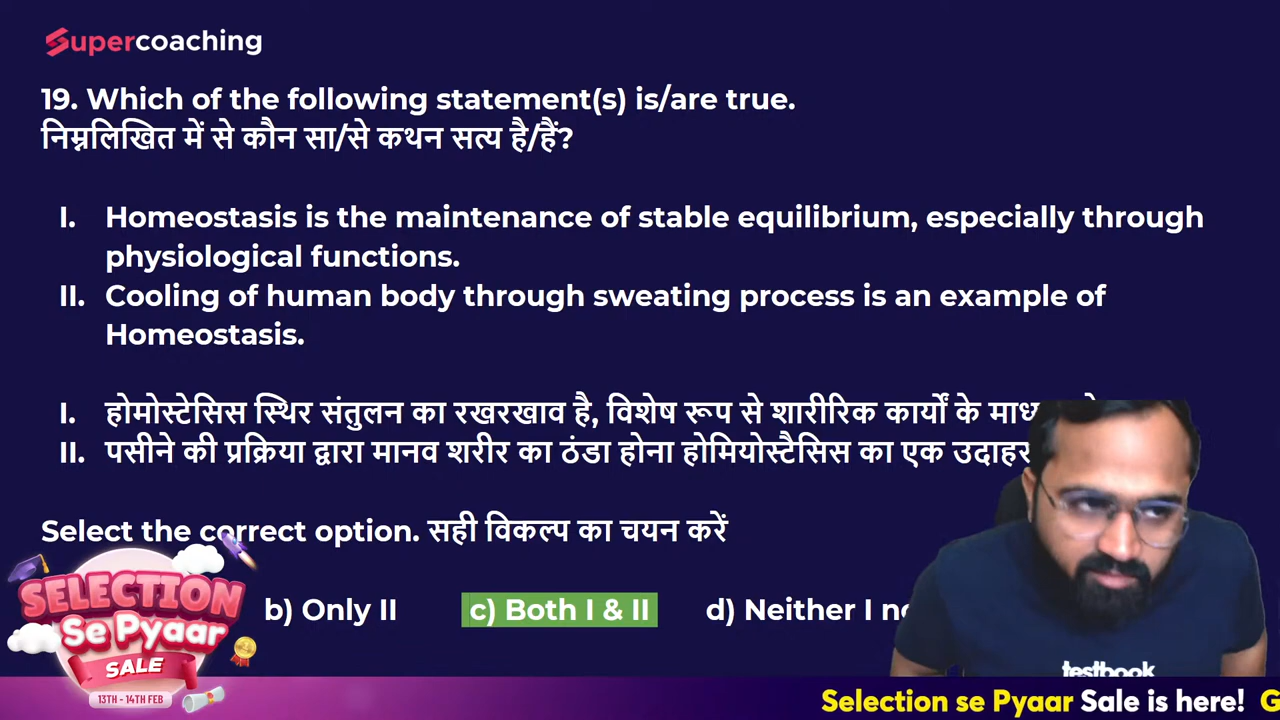 Supercoaching
19. Which of the following statement(s) is/are true.
निम्नलिखित में से कौन सा/से कथन सत्य है/हैं?
I. Homeostasis is the maintenance of stable equilibrium, especially through
physiological functions.
II. Cooling of human body through sweating process is an example of
Homeostasis.
I. होमोस्टेसिस स्थिर संतुलन का रखरखाव है, विशेष रूप से शारीरिक कार्यों के
II. पसीने की प्रक्रिया द्वारा मानव शरीर का ठंडा होना होमियोस्टैसिस का एक
Select the correct option. सही विकल्प का चयन करें
b) Only II c) Both I & II d) Neither I
SELECTION
Se Pyaar
SALE
13TH - 14TH FEB
testbook
Selection se Pyaar Sale is here! G